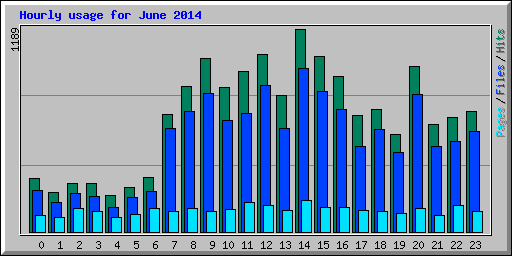 Hourly usage for June 2014
1189
Pages/Files/Hits
0 1 2 3 4 5 6 7 8 9 10 11 12 13 14 15 16 17 18 19 20 21 22 23